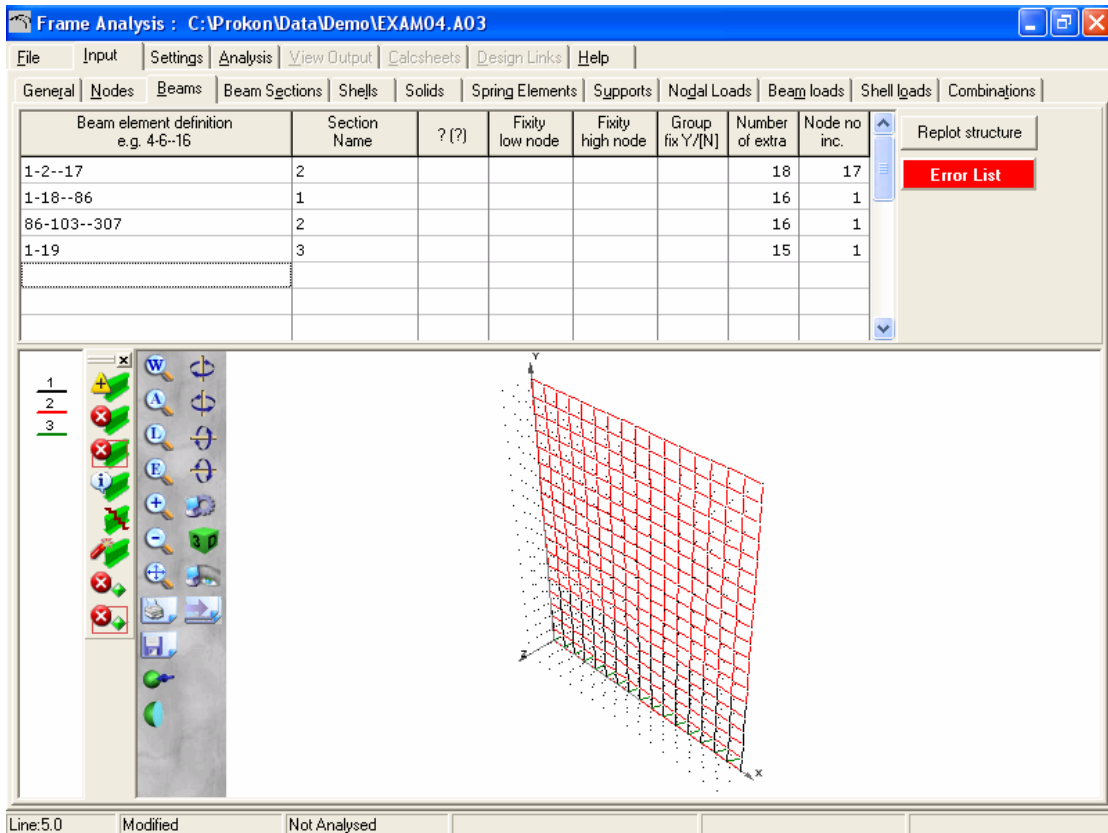 Frame Analysis : C:\Prokon\Data\Demo\EXAM04.A03
File Input Settings Analysis View Output Calcsheets Design Links Help
General Nodes Beams Beam Sections Shells Solids Spring Elements Supports Nodal Loads Beam loads Shell loads Combinations
Beam element definition e.g. 4-6--16 Section Name ? (?) Fixity low node Fixity high node Group fix Y/[N] Number of extra Node no inc. Replot structure
1-2--17 2 18 17 Error List
1-18--86 1 16 1
86-103--307 2 16 1
1-19 3 15 1
1
2
3
W
A
L
E
3 D
Y
Z
X
Line:5.0 Modified Not Analysed